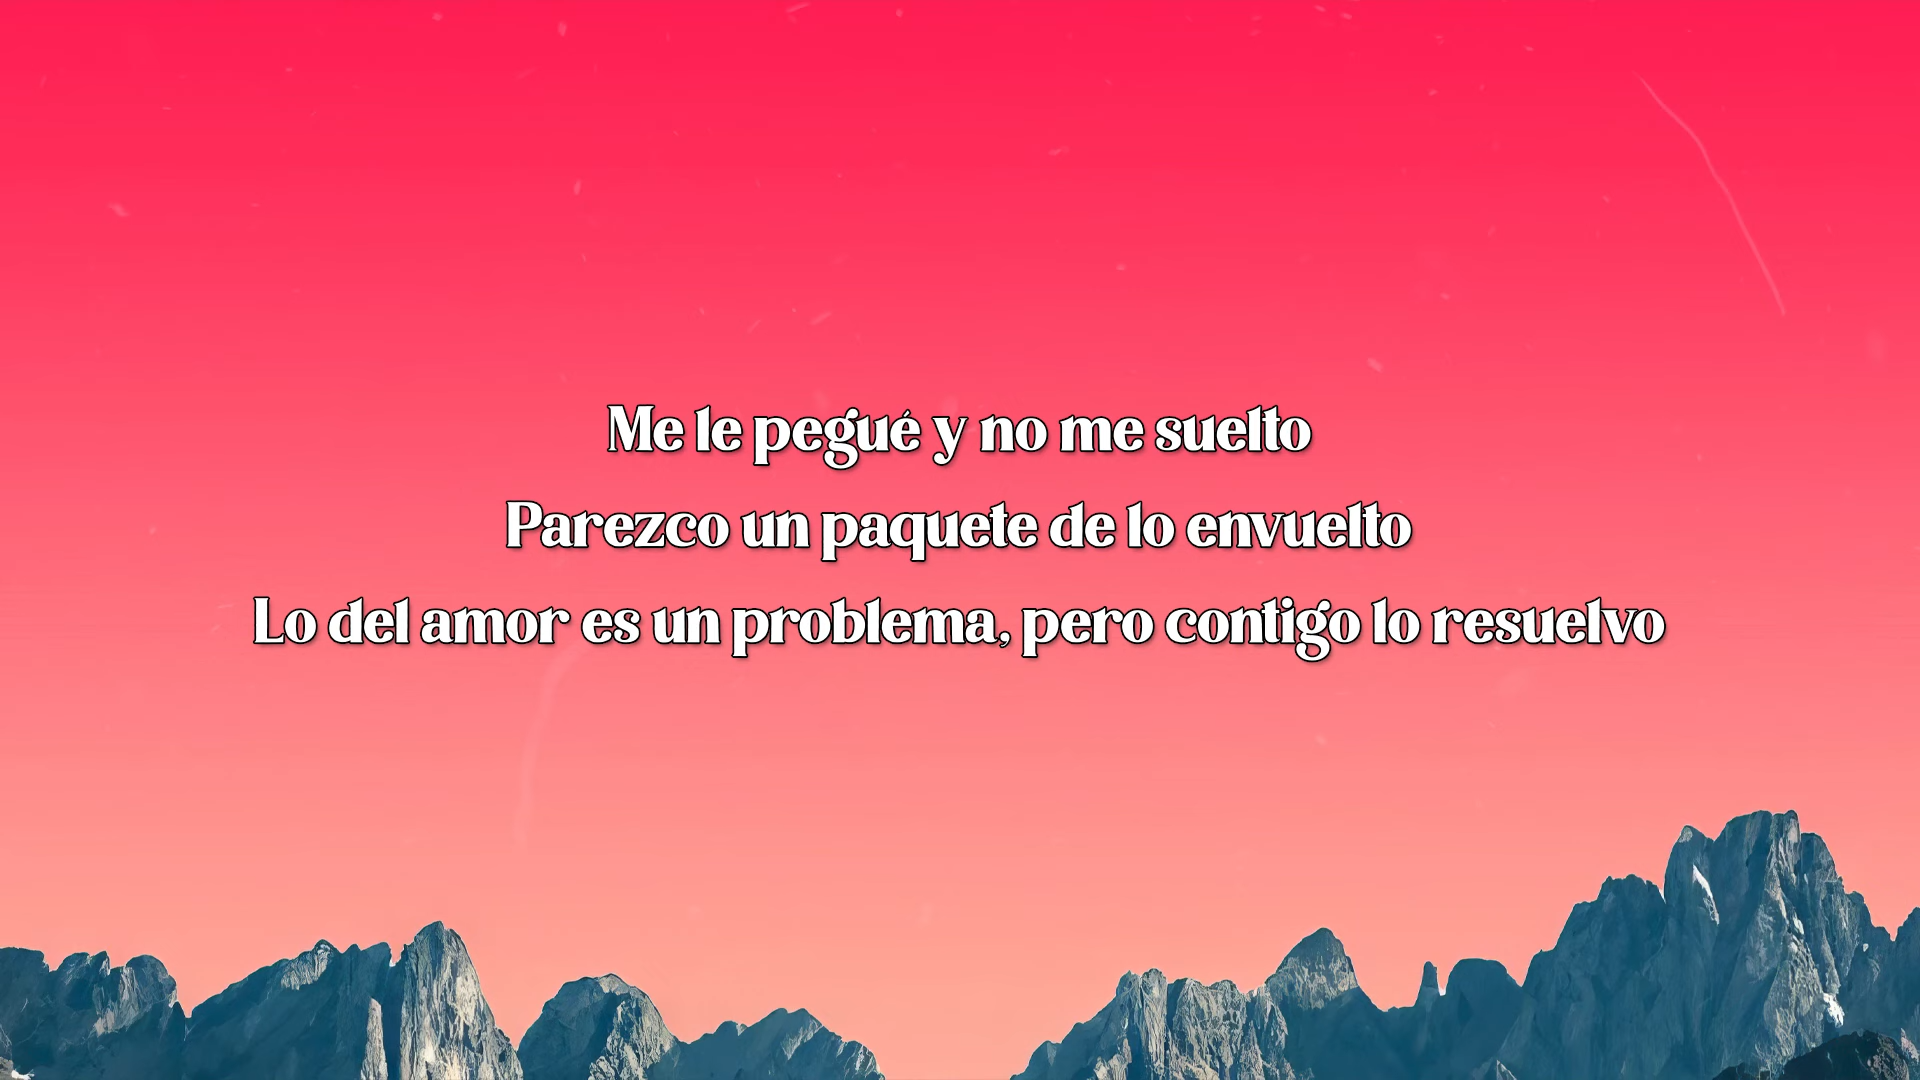 Me le pegué y no me suelto
Parezco un paquete de lo envuelto
Lo del amor es un problema, pero contigo lo resuelvo